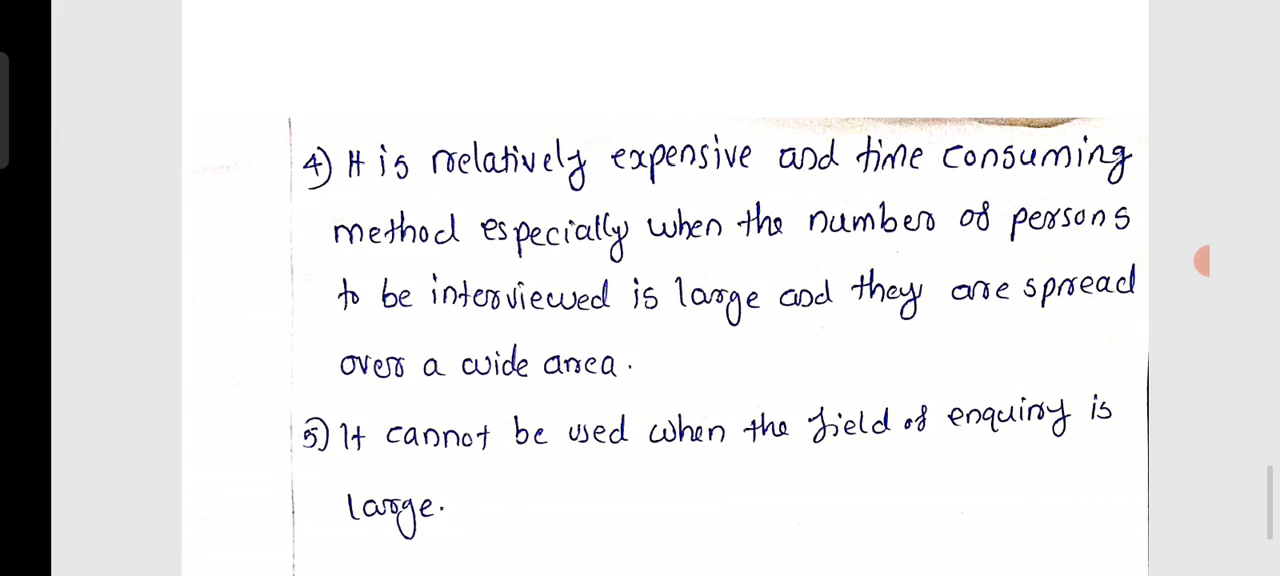 4) It is relatively expensive and time consuming
method especially when the number of persons
to be interviewed is large and they are spread
over a wide area.
5) It cannot be used when the field of enquiry is
large.